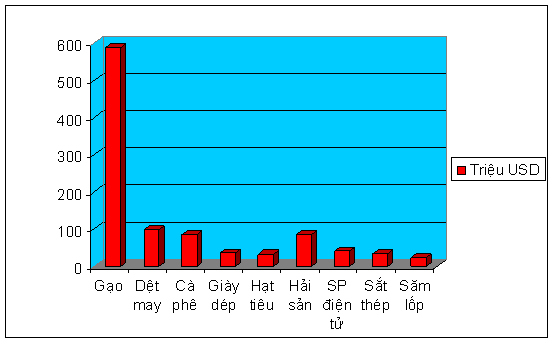 600
500
400
300
200
100
0
Gạo
Dệt
may
Cà
phê
Giày
dép
Hạt
tiêu
Hải
sản
SP
điện
tử
Sắt
thép
Săm
lốp
Triệu USD